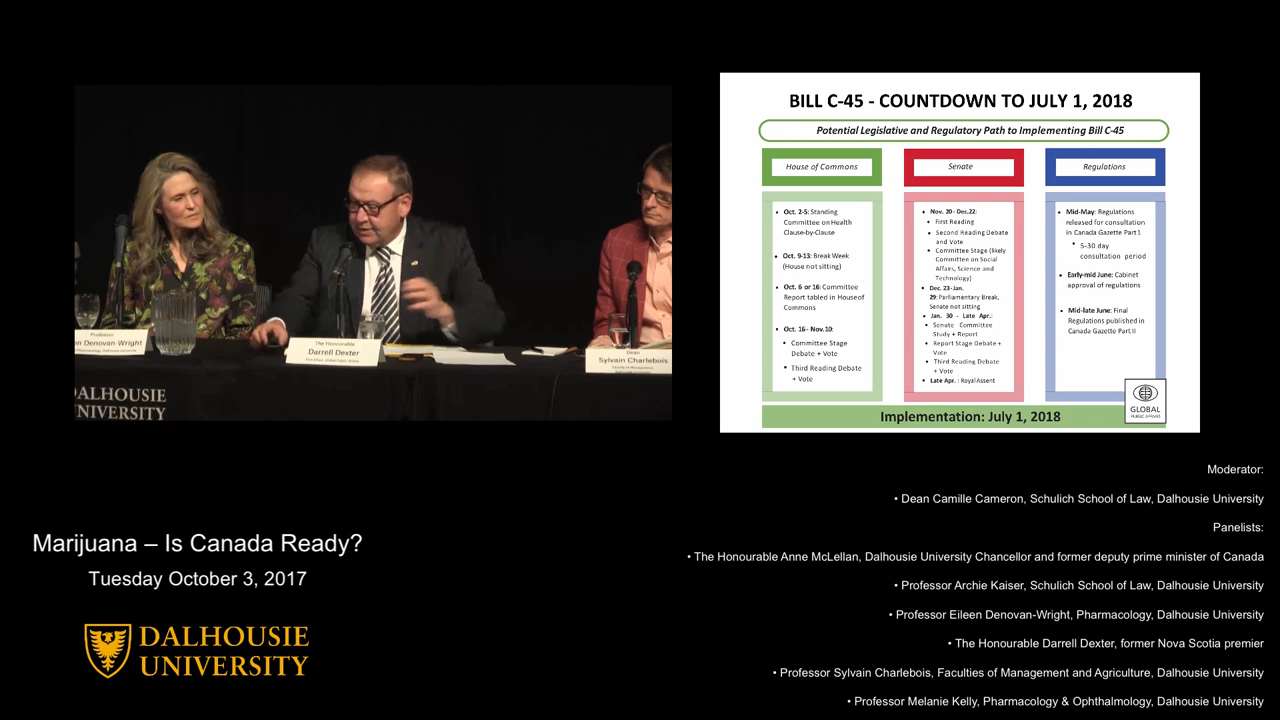 Professor
n Donovan-Wright
The Honourable
Darrell Dexter
Dean
Sylvain Charlebois
DALHOUSIE
UNIVERSITY
BILL C-45 - COUNTDOWN TO JULY 1, 2018
Potential Legislative and Regulatory Path to Implementing Bill C-45
House of Commons
• Oct. 2-5: Standing
Committee on Health
Clause-by-Clause
• Oct. 9-13: Break Week
(House not sitting)
• Oct. 6 or 16: Committee
Report tabled in House of
Commons
• Oct. 16 - Nov. 10:
• Committee Stage
Debate + Vote
• Third Reading Debate
+ Vote
Senate
• Nov. 20 - Dec.22:
• First Reading
• Second Reading Debate
and Vote
• Committee Stage (likely
Committee on Social
Affairs, Science and
Technology)
• Dec. 23-Jan.
29: Parliamentary Break,
Senate not sitting
• Jan. 30 - Late Apr.:
• Senate Committee
Study + Report
• Report Stage Debate +
Vote
• Third Reading Debate
+ Vote
• Late Apr. : Royal Assent
Regulations
• Mid-May: Regulations
released for consultation
in Canada Gazette Part 1
• 5-30 day
consultation period
• Early-mid June: Cabinet
approval of regulations
• Mid-late June: Final
Regulations published in
Canada Gazette Part II
GLOBAL
PUBLIC AFFAIRS
Implementation: July 1, 2018
Marijuana – Is Canada Ready?
Tuesday October 3, 2017
DALHOUSIE
UNIVERSITY
Moderator:
• Dean Camille Cameron, Schulich School of Law, Dalhousie University
Panelists:
• The Honourable Anne McLellan, Dalhousie University Chancellor and former deputy prime minister of Canada
• Professor Archie Kaiser, Schulich School of Law, Dalhousie University
• Professor Eileen Denovan-Wright, Pharmacology, Dalhousie University
• The Honourable Darrell Dexter, former Nova Scotia premier
• Professor Sylvain Charlebois, Faculties of Management and Agriculture, Dalhousie University
• Professor Melanie Kelly, Pharmacology & Ophthalmology, Dalhousie University